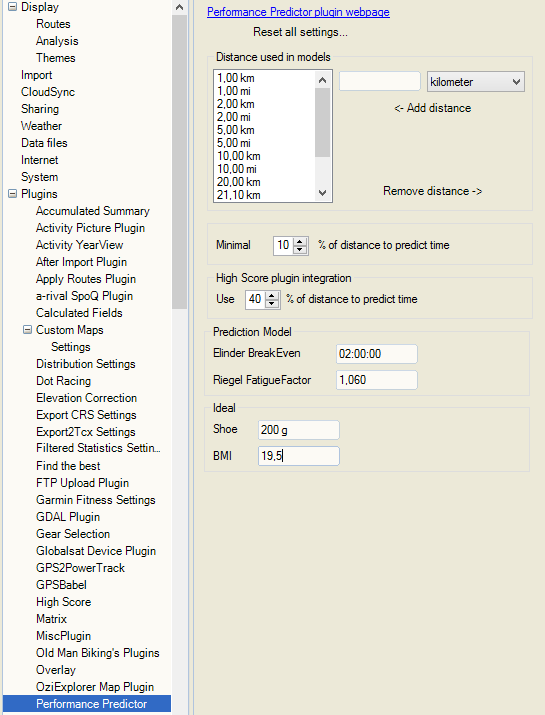 Display
Routes
Analysis
Themes
Import
CloudSync
Sharing
Weather
Data files
Internet
System
Plugins
Accumulated Summary
Activity Picture Plugin
Activity YearView
After Import Plugin
Apply Routes Plugin
a-rival SpoQ Plugin
Calculated Fields
Custom Maps
Settings
Distribution Settings
Dot Racing
Elevation Correction
Export CRS Settings
Export2Tcx Settings
Filtered Statistics Settin...
Find the best
FTP Upload Plugin
Garmin Fitness Settings
GDAL Plugin
Gear Selection
Globalsat Device Plugin
GPS2PowerTrack
GPSBabel
High Score
Matrix
MiscPlugin
Old Man Biking's Plugins
Overlay
OziExplorer Map Plugin
Performance Predictor
Performance Predictor plugin webpage
Reset all settings...
Distance used in models
1,00 km
1,00 mi
2,00 km
2,00 mi
5,00 km
5,00 mi
10,00 km
10,00 mi
20,00 km
21,10 km
kilometer
<- Add distance
Remove distance ->
Minimal 10 % of distance to predict time
High Score plugin integration
Use 40 % of distance to predict time
Prediction Model
Elinder BreakEven 02:00:00
Riegel FatigueFactor 1,060
Ideal
Shoe 200 g
BMI 19,5